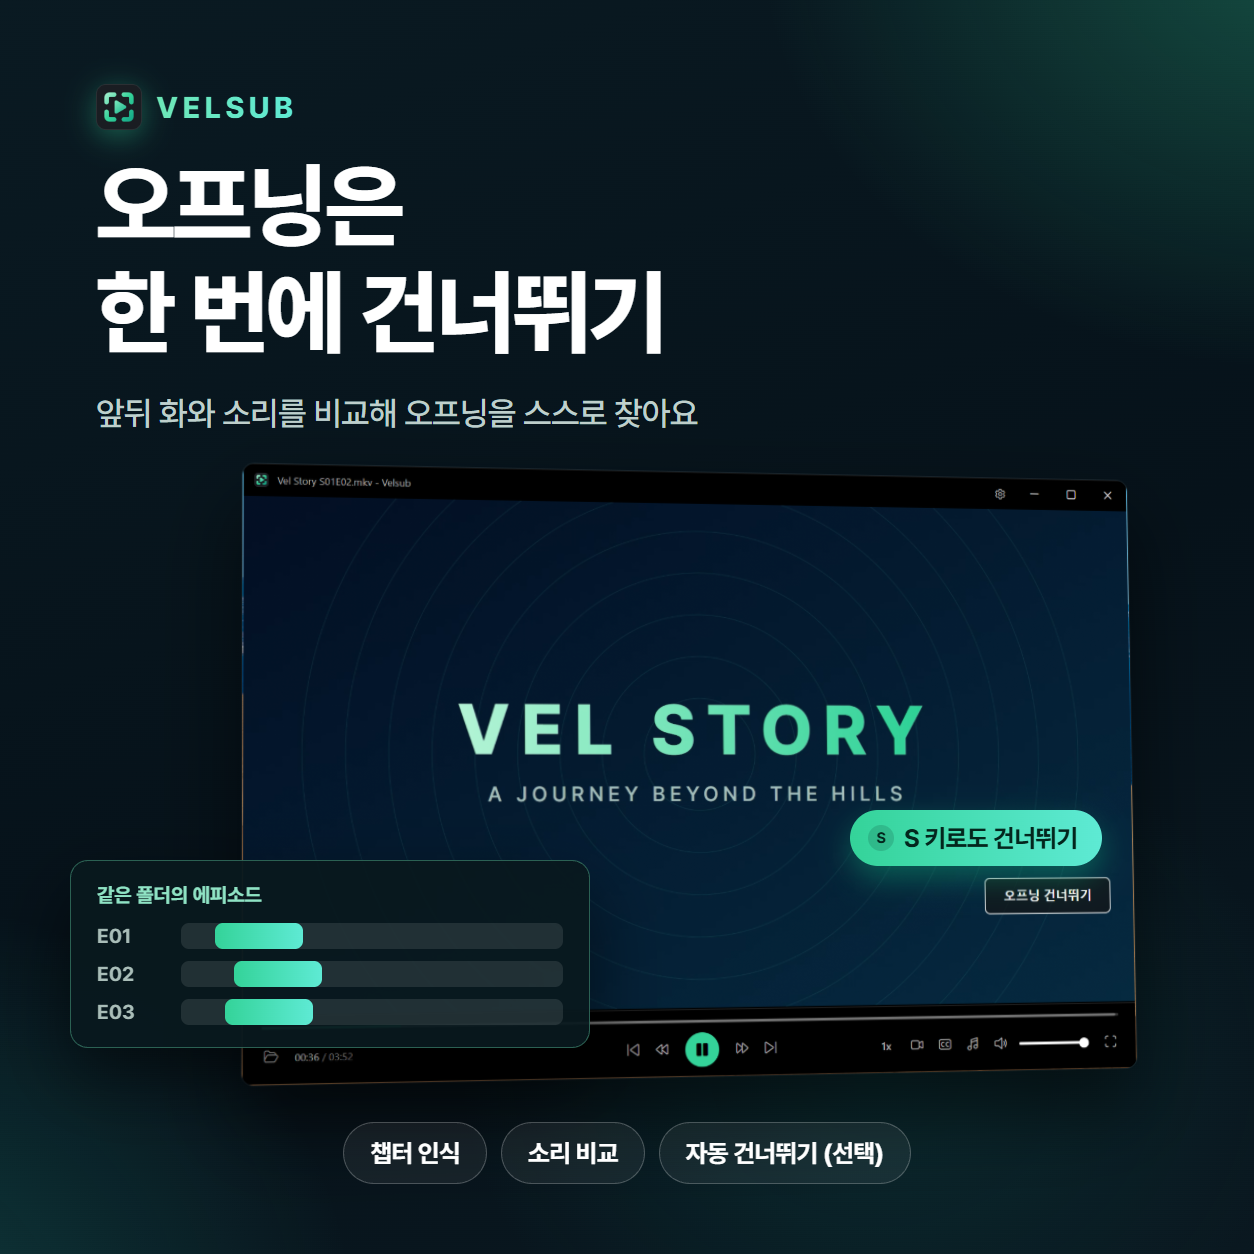 VELSUB
오프닝은
한 번에 건너뛰기
앞뒤 화와 소리를 비교해 오프닝을 스스로 찾아요
Vel Story S01E02.mkv - Velsub
VEL STORY
A JOURNEY BEYOND THE HILLS
S S 키로도 건너뛰기
오프닝 건너뛰기
같은 폴더의 에피소드
E01
E02
E03
00:36 / 03:52
1x
CC
챕터 인식
소리 비교
자동 건너뛰기 (선택)